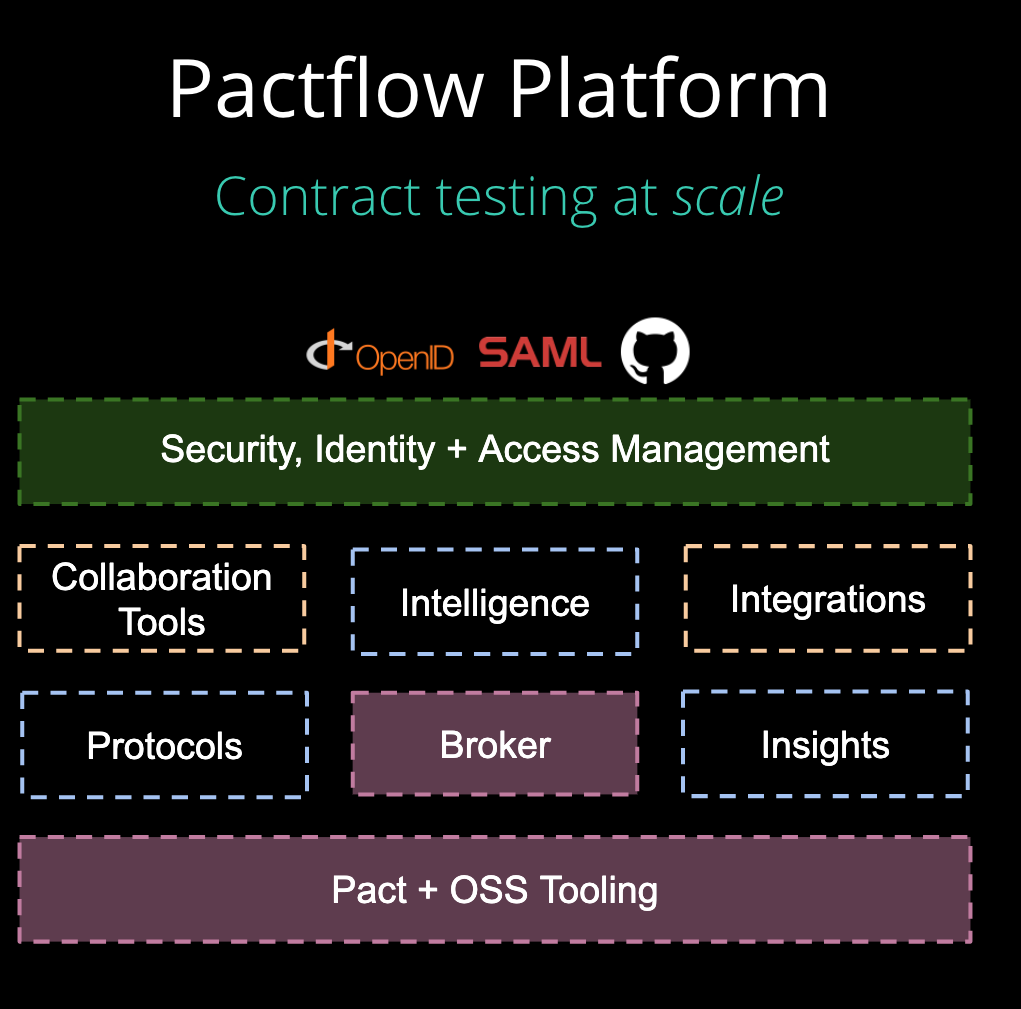 Pactflow Platform
Contract testing at scale
OpenID SAML
Security, Identity + Access Management
Collaboration
Tools
Intelligence
Integrations
Protocols
Broker
Insights
Pact + OSS Tooling